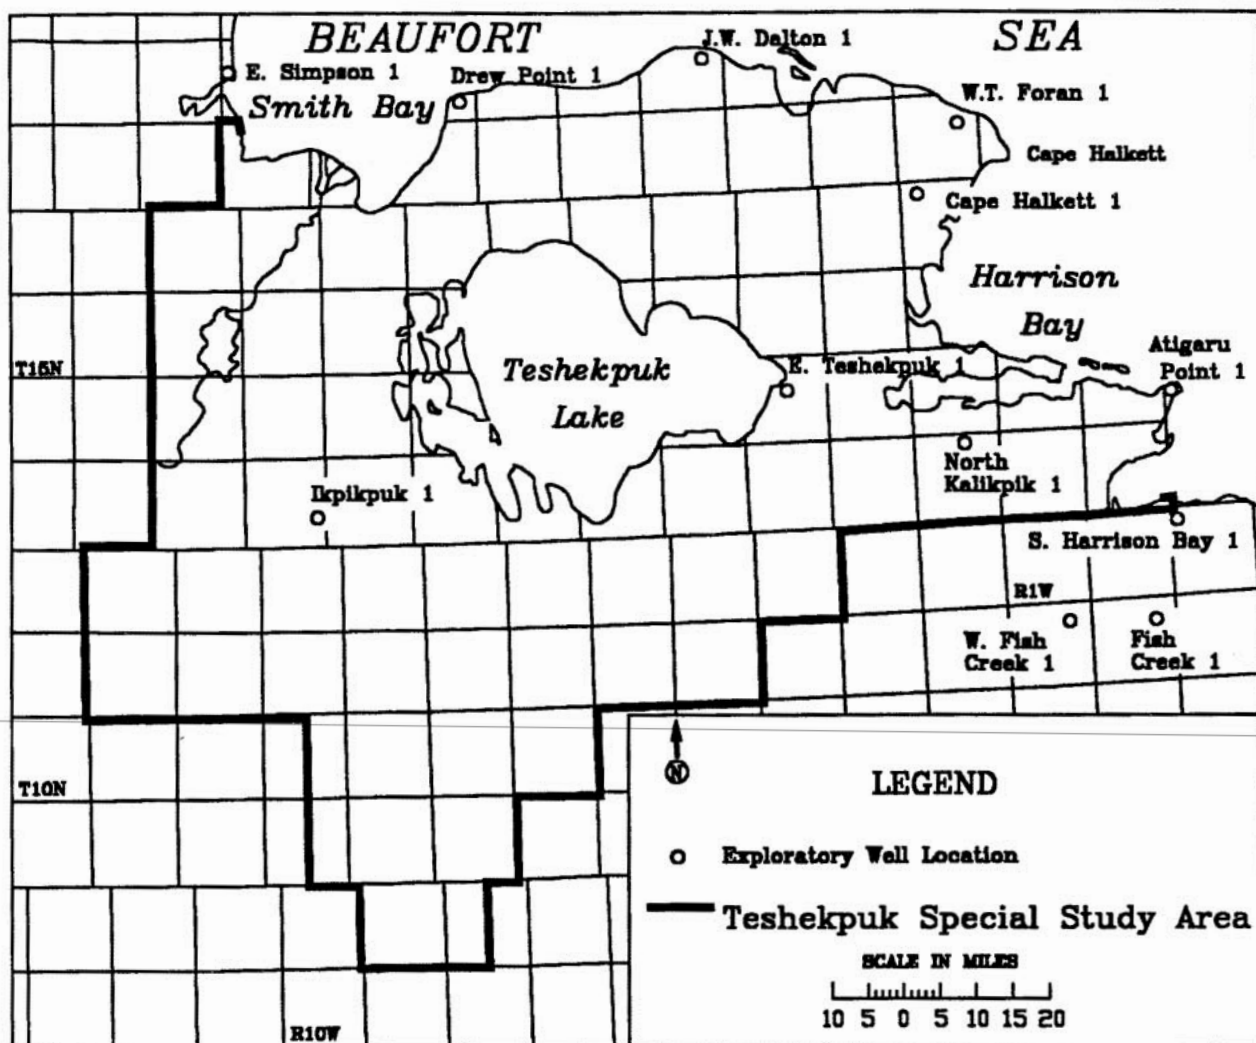 BEAUFORT SEA
J.W. Dalton 1
E. Simpson 1
Drew Point 1
Smith Bay
W.T. Foran 1
Cape Halkett
Cape Halkett 1
Harrison
Bay
T15N
Teshekpuk
Lake
E. Teshekpuk 1
Atigaru
Point 1
North
Kalikpik 1
Ikpikpuk 1
S. Harrison Bay 1
R1W
W. Fish
Creek 1
Fish
Creek 1
N
T10N
LEGEND
Exploratory Well Location
Teshekpuk Special Study Area
SCALE IN MILES
10 5 0 5 10 15 20
R10W